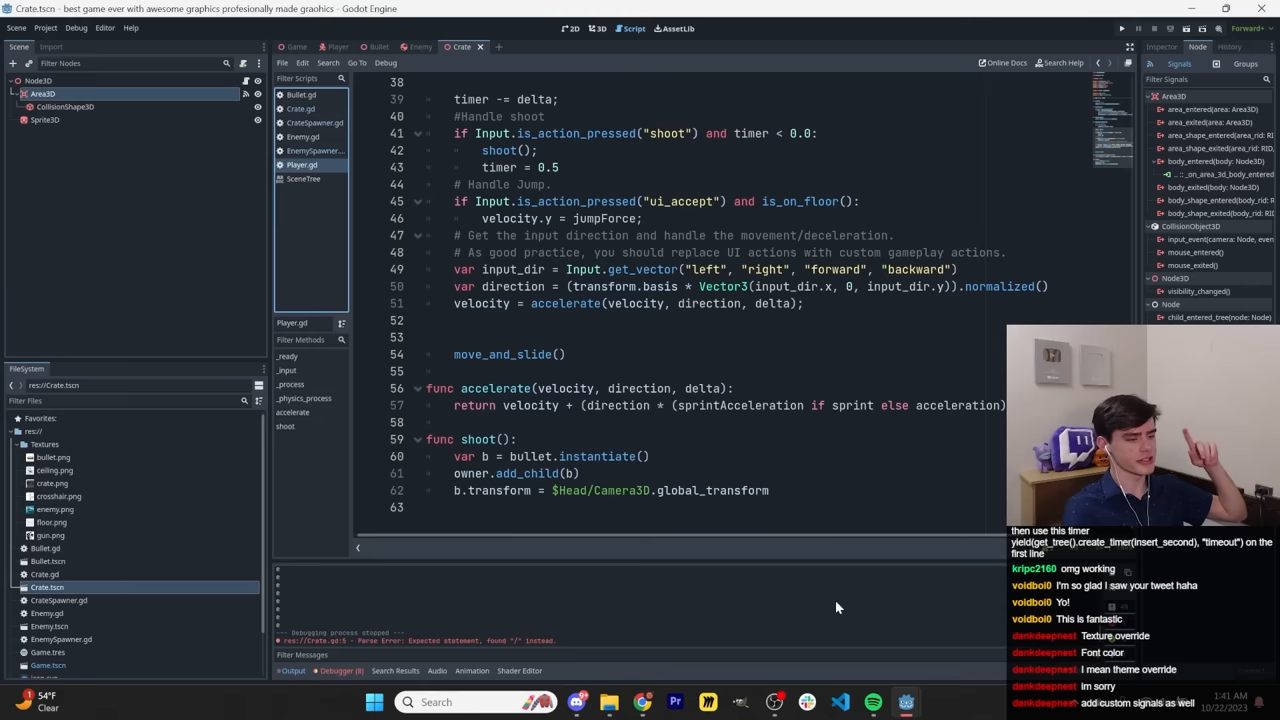 Crate.tscn - best game ever with awesome graphics profesionally made graohics - Godot Engine
Scene Project Debug Editor Help
2D 3D Script AssetLib
Forward+
Scene Import
Filter Nodes
Node3D
Area3D
CollisionShape3D
Sprite3D
Game Player Bullet Enemy Crate
File Edit Search Go To Debug
Online Docs Search Help
Filter Scripts
Bullet.gd
Crate.gd
CrateSpawner.gd
Enemy.gd
EnemySpawner....
Player.gd
SceneTree
Player.gd
Filter Methods
_ready
_input
_process
_physics_process
accelerate
shoot
38
39 timer -= delta;
40 #Handle shoot
41 if Input.is_action_pressed("shoot") and timer < 0.0:
42 shoot();
43 timer = 0.5
44 # Handle Jump.
45 if Input.is_action_pressed("ui_accept") and is_on_floor():
46 velocity.y = jumpForce;
47 # Get the input direction and handle the movement/deceleration.
48 # As good practice, you should replace UI actions with custom gameplay actions.
49 var input_dir = Input.get_vector("left", "right", "forward", "backward")
50 var direction = (transform.basis * Vector3(input_dir.x, 0, input_dir.y)).normalized()
51 velocity = accelerate(velocity, direction, delta);
52
53
54 move_and_slide()
55
56 func accelerate(velocity, direction, delta):
57 return velocity + (direction * (sprintAcceleration if sprint else acceleration)
58
59 func shoot():
60 var b = bullet.instantiate()
61 owner.add_child(b)
62 b.transform = $Head/Camera3D.global_transform
63
Inspector Node History
Signals Groups
Filter Signals
Area3D
area_entered(area: Area3D)
area_exited(area: Area3D)
area_shape_entered(area_rid: RID,
area_shape_exited(area_rid: RID,
body_entered(body: Node3D)
.. :: _on_area_3d_body_entered
body_exited(body: Node3D)
body_shape_entered(body_rid: RID
body_shape_exited(body_rid: RID,
CollisionObject3D
input_event(camera: Node, even
mouse_entered()
mouse_exited()
Node3D
visibility_changed()
Node
child_entered_tree(node: Node)
FileSystem
res://Crate.tscn
Filter Files
Favorites:
res://
Textures
bullet.png
ceiling.png
crate.png
crosshair.png
enemy.png
floor.png
gun.png
Bullet.gd
Bullet.tscn
Crate.gd
Crate.tscn
CrateSpawner.gd
Enemy.gd
Enemy.tscn
EnemySpawner.gd
Game.tres
Game.tscn
--- Debugging process stopped ---
res://Crate.gd:5 - Parse Error: Expected statement, found "/" instead.
Filter Messages
Output Debugger (8) Search Results Audio Animation Shader Editor
then use this timer
yield(get_tree().create_timer(insert_second), "timeout") on the
first line
kripc2160 omg working
voidboi0 I'm so glad I saw your tweet haha
voidboi0 Yo!
voidboi0 This is fantastic
dankdeepnest Texture override
dankdeepnest Font color
dankdeepnest I mean theme override
dankdeepnest im sorry
dankdeepnest add custom signals as well
54°F
Clear
Search
1:41 AM
10/22/2023